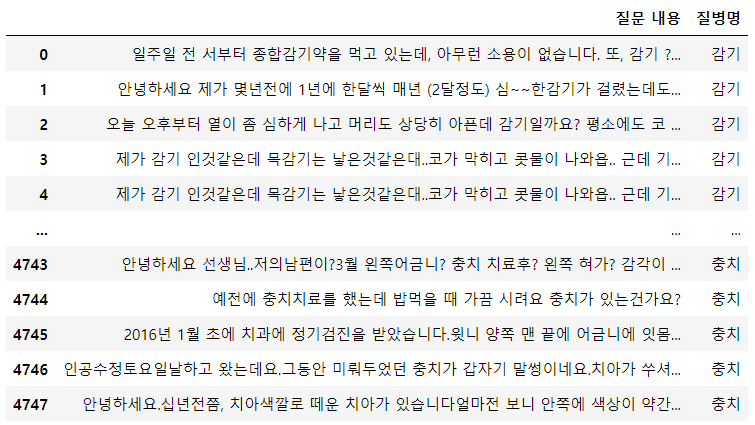 질문 내용 질병명
0 일주일 전 서부터 종합감기약을 먹고 있는데, 아무런 소용이 없습니다. 또, 감기 ?... 감기
1 안녕하세요 제가 몇년전에 1년에 한달씩 매년 (2달정도) 심~~한감기가 걸렸는데도... 감기
2 오늘 오후부터 열이 좀 심하게 나고 머리도 상당히 아픈데 감기일까요? 평소에도 코 ... 감기
3 제가 감기 인것같은데 목감기는 낳은것같은대..코가 막히고 콧물이 나와욥.. 근데 기... 감기
4 제가 감기 인것같은데 목감기는 낳은것같은대..코가 막히고 콧물이 나와욥.. 근데 기... 감기
... ... ...
4743 안녕하세요 선생님..저의남편이?3월 왼쪽어금니? 충치 치료후? 왼쪽 혀가? 감각이 ... 충치
4744 예전에 충치치료를 했는데 밥먹을 때 가끔 시려요 충치가 있는건가요? 충치
4745 2016년 1월 초에 치과에 정기검진을 받았습니다.윗니 양쪽 맨 끝에 어금니에 잇몸... 충치
4746 인공수정토요일날하고 왔는데요.그동안 미뤄두었던 충치가 갑자기 말썽이네요.치아가 쑤셔... 충치
4747 안녕하세요.십년전쯤, 치아색깔로 떼운 치아가 있습니다얼마전 보니 안쪽에 색상이 약간... 충치